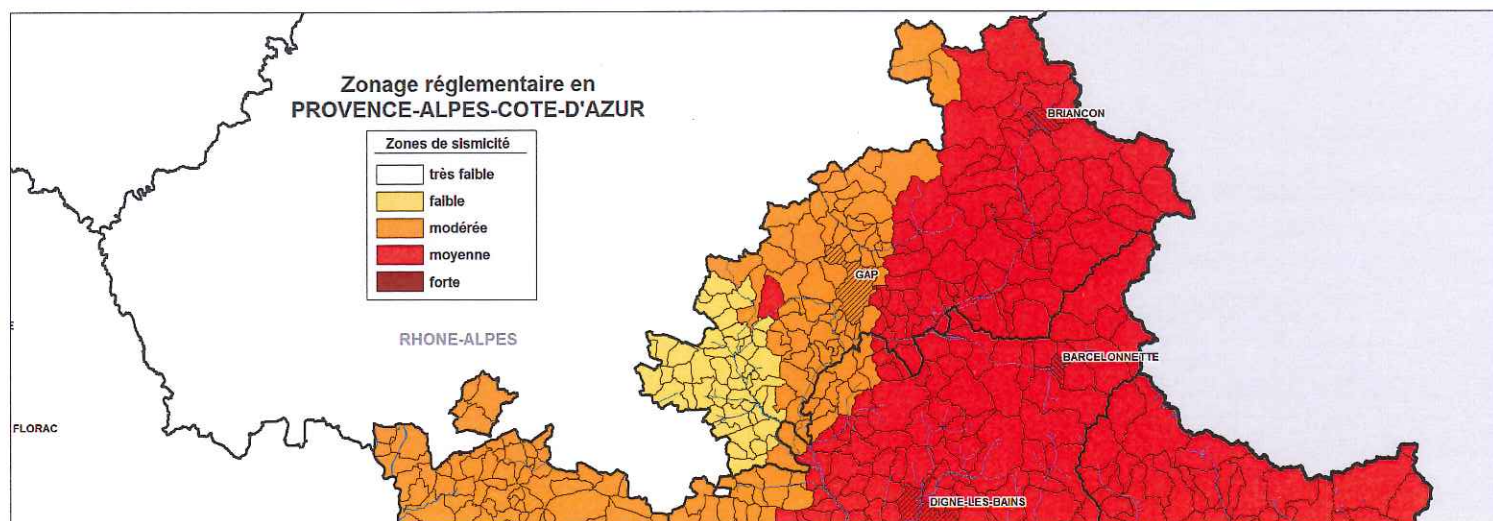 Zonage réglementaire en
PROVENCE-ALPES-COTE-D'AZUR
Zones de sismicité
très faible
faible
modérée
moyenne
forte
BRIANCON
GAP
RHONE-ALPES
BARCELONNETTE
E
FLORAC
DIGNE-LES-BAINS